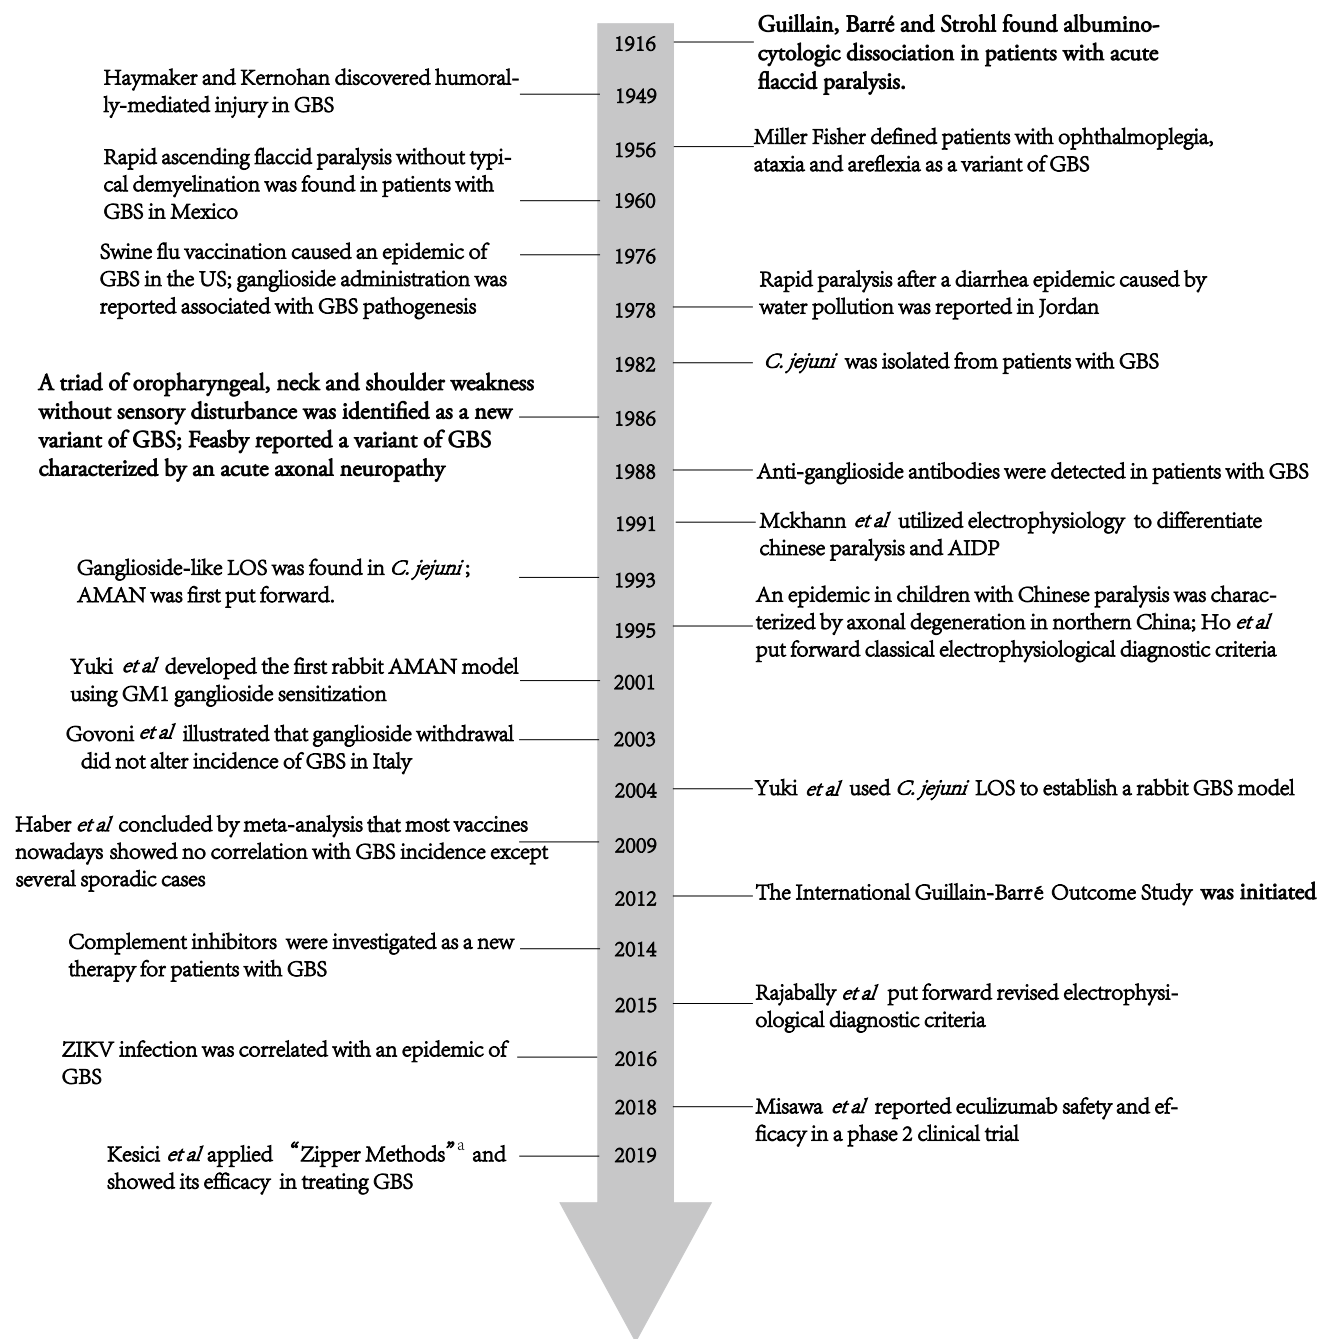 1916
Guillain, Barré and Strohl found albumino-
cytologic dissociation in patients with acute
flaccid paralysis.
Haymaker and Kernohan discovered humoral-
ly-mediated injury in GBS
1949
1956
Miller Fisher defined patients with ophthalmoplegia,
ataxia and areflexia as a variant of GBS
Rapid ascending flaccid paralysis without typi-
cal demyelination was found in patients with
GBS in Mexico
1960
Swine flu vaccination caused an epidemic of
GBS in the US; ganglioside administration was
reported associated with GBS pathogenesis
1976
1978
Rapid paralysis after a diarrhea epidemic caused by
water pollution was reported in Jordan
1982
C. jejuni was isolated from patients with GBS
A triad of oropharyngeal, neck and shoulder weakness
without sensory disturbance was identified as a new
variant of GBS; Feasby reported a variant of GBS
characterized by an acute axonal neuropathy
1986
1988
Anti-ganglioside antibodies were detected in patients with GBS
1991
Mckhann et al utilized electrophysiology to differentiate
chinese paralysis and AIDP
Ganglioside-like LOS was found in C. jejuni;
AMAN was first put forward.
1993
1995
An epidemic in children with Chinese paralysis was charac-
terized by axonal degeneration in northern China; Ho et al
put forward classical electrophysiological diagnostic criteria
Yuki et al developed the first rabbit AMAN model
using GM1 ganglioside sensitization
2001
Govoni et al illustrated that ganglioside withdrawal
did not alter incidence of GBS in Italy
2003
2004
Yuki et al used C. jejuni LOS to establish a rabbit GBS model
Haber et al concluded by meta-analysis that most vaccines
nowadays showed no correlation with GBS incidence except
several sporadic cases
2009
2012
The International Guillain-Barré Outcome Study was initiated
Complement inhibitors were investigated as a new
therapy for patients with GBS
2014
2015
Rajabally et al put forward revised electrophysi-
ological diagnostic criteria
ZIKV infection was correlated with an epidemic of
GBS
2016
2018
Misawa et al reported eculizumab safety and ef-
ficacy in a phase 2 clinical trial
Kesici et al applied “Zipper Methods”a and
showed its efficacy in treating GBS
2019